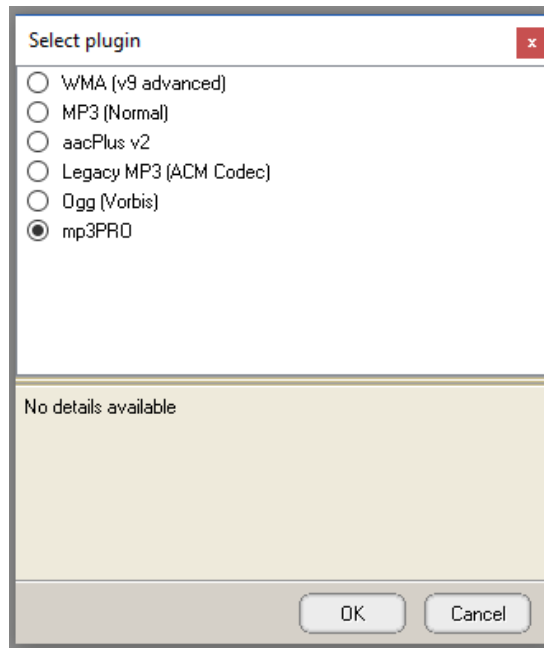 Select plugin
x
WMA (v9 advanced)
MP3 (Normal)
aacPlus v2
Legacy MP3 (ACM Codec)
Ogg (Vorbis)
mp3PRO
No details available
OK Cancel